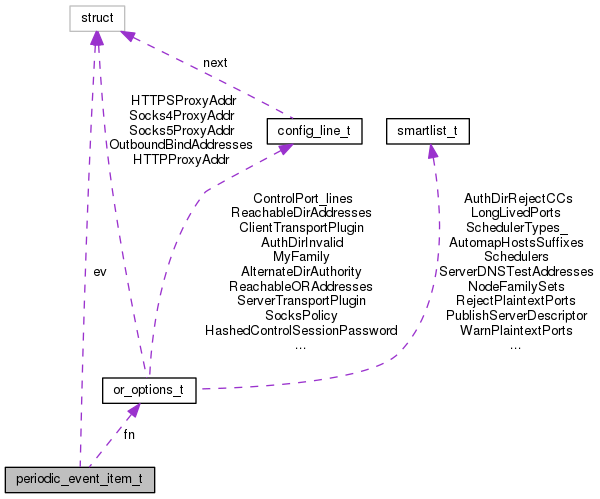 struct
next
HTTPSProxyAddr
Socks4ProxyAddr
Socks5ProxyAddr
OutboundBindAddresses
HTTPProxyAddr
config_line_t
smartlist_t
ControlPort_lines
ReachableDirAddresses
ClientTransportPlugin
AuthDirInvalid
MyFamily
AlternateDirAuthority
ReachableORAddresses
ServerTransportPlugin
SocksPolicy
HashedControlSessionPassword
...
AuthDirRejectCCs
LongLivedPorts
SchedulerTypes_
AutomapHostsSuffixes
Schedulers
ServerDNSTestAddresses
NodeFamilySets
RejectPlaintextPorts
PublishServerDescriptor
WarnPlaintextPorts
...
ev
or_options_t
fn
periodic_event_item_t